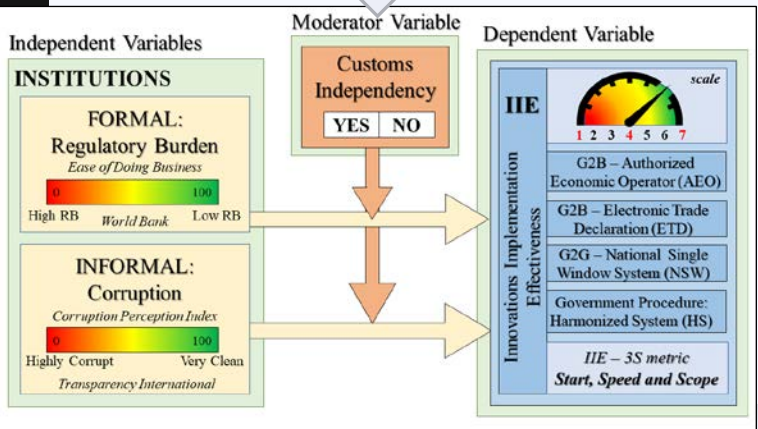 Independent Variables
INSTITUTIONS
FORMAL:
Regulatory Burden
Ease of Doing Business
0 100
High RB World Bank Low RB
INFORMAL:
Corruption
Corruption Perception Index
0 100
Highly Corrupt Very Clean
Transparency International
Moderator Variable
Customs
Independency
YES NO
Dependent Variable
IIE
Innovations Implementation
Effectiveness
scale
1 2 3 4 5 6 7
G2B – Authorized
Economic Operator (AEO)
G2B – Electronic Trade
Declaration (ETD)
G2G – National Single
Window System (NSW)
Government Procedure:
Harmonized System (HS)
IIE – 3S metric
Start, Speed and Scope